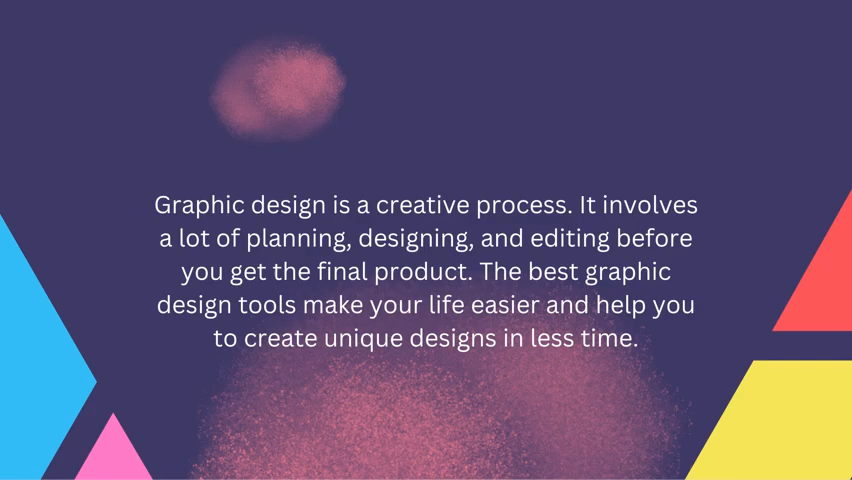 Graphic design is a creative process. It involves
a lot of planning, designing, and editing before
you get the final product. The best graphic
design tools make your life easier and help you
to create unique designs in less time.